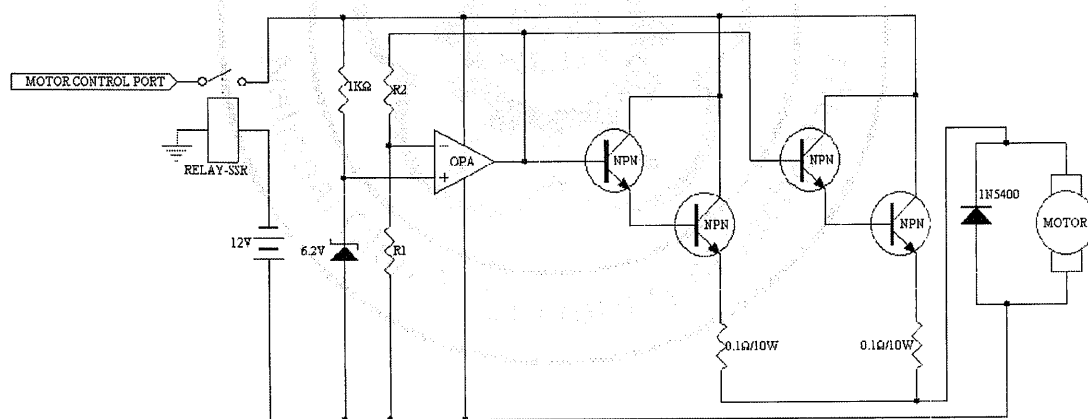 MOTOR CONTROL PORT
1KΩ
R2
OPA
NPN
NPN
NPN
NPN
1N5400
MOTOR
RELAY-SSR
12V
6.2V
R1
0.1Ω/10W
0.1Ω/10W